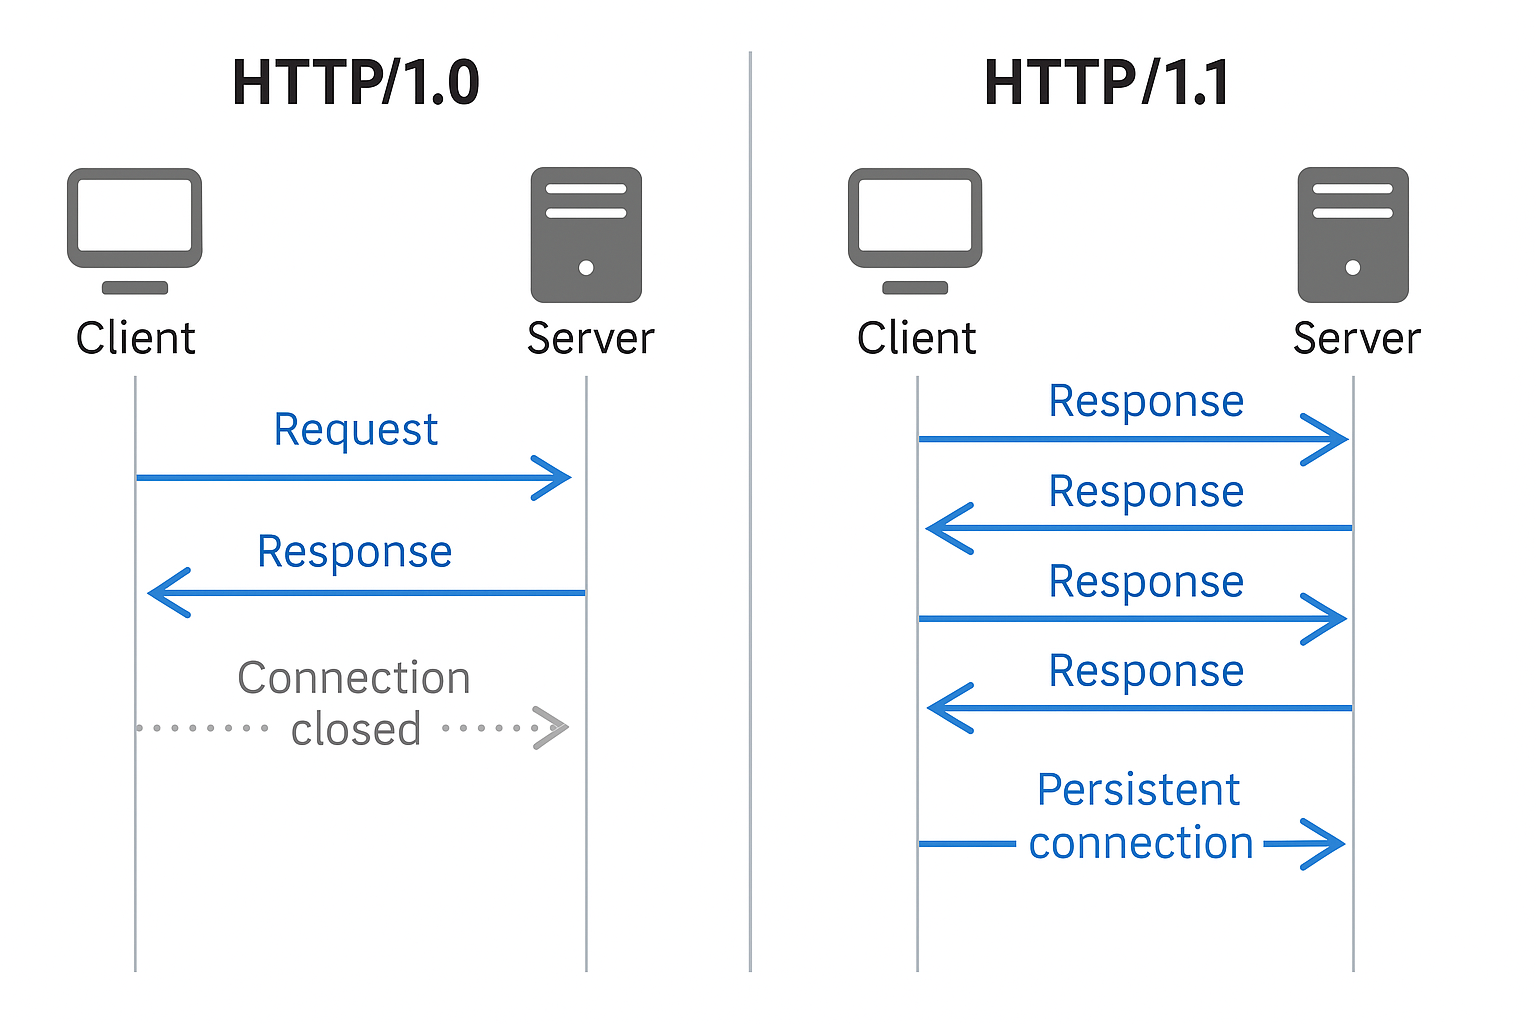 HTTP/1.0
Client
Server
Request
Response
Connection
closed
HTTP/1.1
Client
Server
Response
Response
Response
Response
Persistent
connection